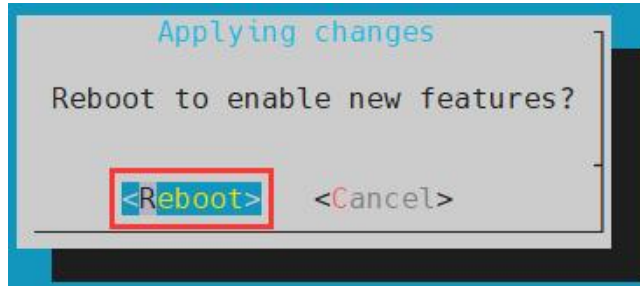 Applying changes
Reboot to enable new features?
<Reboot> <Cancel>